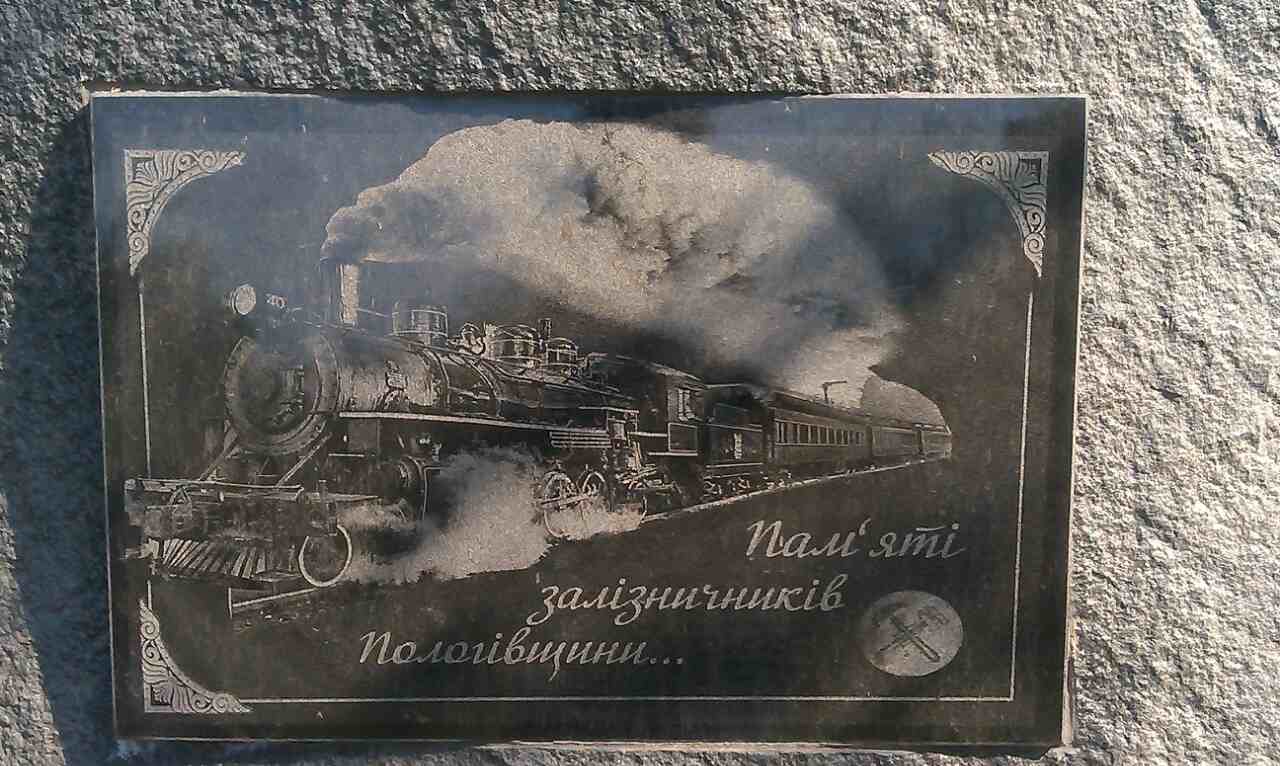 Пам‘яті
залізничників
Пологівщини...